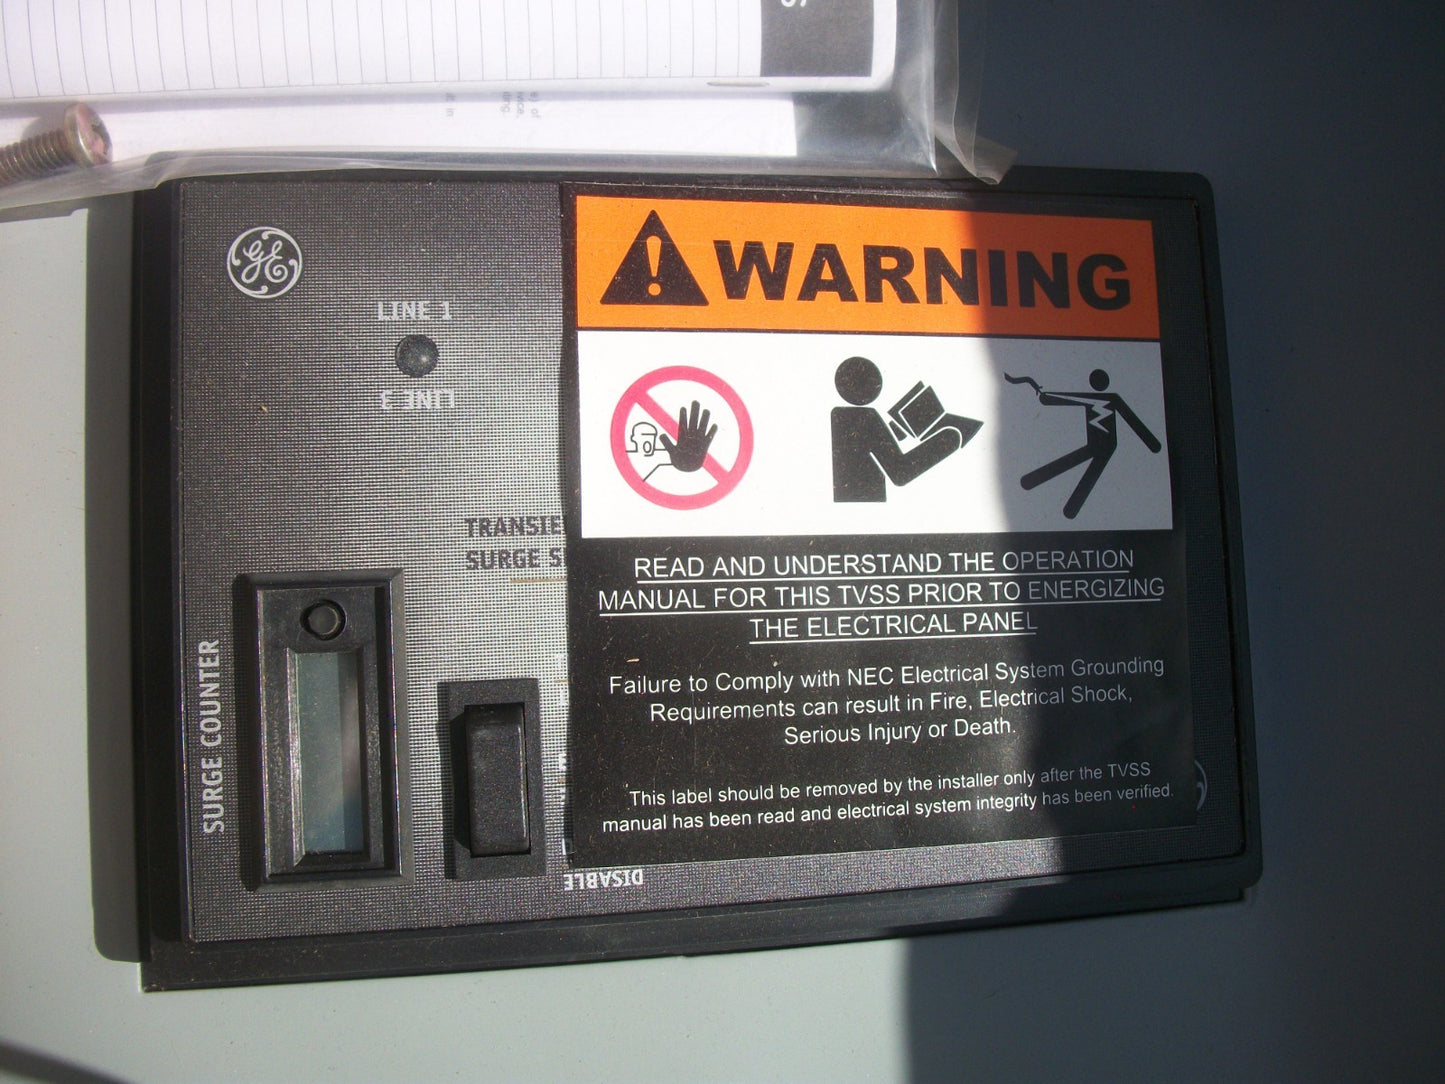 GE
LINE 1
LINE 3
TRANSIE
SURGE S
SURGE COUNTER
DISABLE
WARNING
READ AND UNDERSTAND THE OPERATION
MANUAL FOR THIS TVSS PRIOR TO ENERGIZING
THE ELECTRICAL PANEL
Failure to Comply with NEC Electrical System Grounding
Requirements can result in Fire, Electrical Shock,
Serious Injury or Death.
This label should be removed by the installer only after the TVSS
manual has been read and electrical system integrity has been verified.